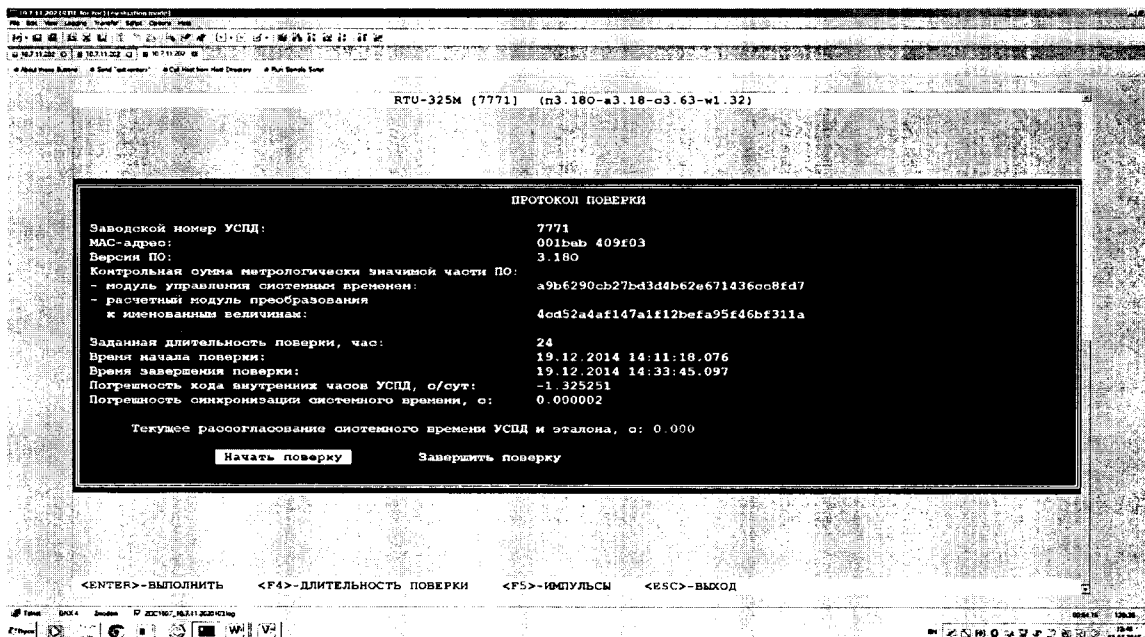 RTU-325M (7771) (п3.180-а3.18-с3.63-w1.32)
ПРОТОКОЛ ПОВЕРКИ
Заводской номер УСПД: 7771
MAC-адрес: 001beb 409f03
Версия ПО: 3.180
Контрольная сумма метрологически значимой части ПО:
- модуль управления системным временем: a9b6290cb27bd3d4b62e671436cc8fd7
- расчетный модуль преобразования
к именованным величинам: 4cd52a4af147a1f12befa95f46bf311a
Заданная длительность поверки, час: 24
Время начала поверки: 19.12.2014 14:11:18.076
Время завершения поверки: 19.12.2014 14:33:45.097
Погрешность хода внутренних часов УСПД, с/сут: -1.325251
Погрешность синхронизации системного времени, с: 0.000002
Текущее рассогласование системного времени УСПД и эталона, с: 0.000
Начать поверку Завершить поверку
<ENTER>-ВЫПОЛНИТЬ <F4>-ДЛИТЕЛЬНОСТЬ ПОВЕРКИ <F5>-ИМПУЛЬСЫ <ESC>-ВЫХОД